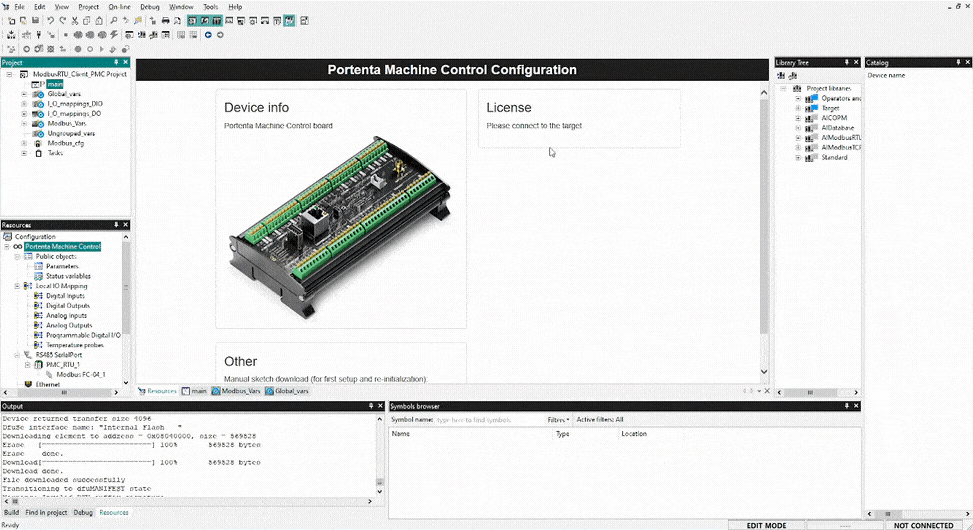 File Edit View Project On-line Debug Window Tools Help
Project
ModbusRTU_Client_PMC Project
main
Global_vars
I_O_mappings_DIO
I_O_mappings_DO
Modbus_Vars
Ungrouped_vars
Modbus_cfg
Tasks
Resources
Configuration
Portenta Machine Control
Public objects
Parameters
Status variables
Local IO Mapping
Digital Inputs
Digital Outputs
Analog Inputs
Analog Outputs
Programmable Digital I/O
Temperature probes
RS485 SerialPort
PMC_RTU_1
Modbus FC-04_1
Ethernet
Portenta Machine Control Configuration
Device info
Portenta Machine Control board
License
Please connect to the target
Other
Manual sketch download (for first setup and re-initialization):
Resources main Modbus_Vars Global_vars
Library Tree
Project libraries
Operators and
Target
AlCOPM
AlDatabase
AlModbusRTU
AlModbusTCP
Standard
Catalog
Device name
Output
Device returned transfer size 4096
DfuSe interface name: "Internal Flash "
Downloading element to address = 0x08040000, size = 569528
Erase 100% 569528 bytes
Erase done.
Download 100% 569528 bytes
Download done.
File downloaded successfully
Transitioning to dfuMANIFEST state
Build Find in project Debug Resources
Symbols browser
Symbol name: type here to find symbols. Filters Active filters: All
Name Type Location
Ready
EDIT MODE
NOT CONNECTED